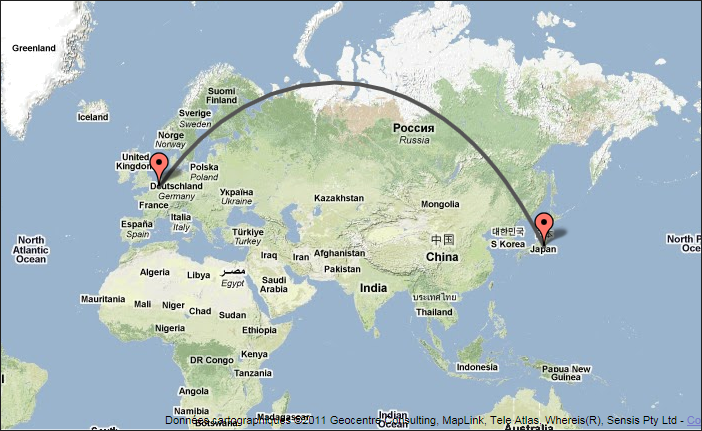 Greenland
Iceland
Suomi
Finland
Sverige
Sweden
Norge
Norway
Россия
Russia
United
Kingdom
Polska
Poland
Deutschland
Germany
Україна
Ukraine
France
Kazakhstan
Mongolia
España
Spain
Italia
Italy
Türkiye
Turkey
대한민국
S Korea
Japan
中国
China
North
Atlantic
Ocean
North P
Oce
Iraq
Iran
Afghanistan
Pakistan
Algeria
Libya
مصر
Egypt
Saudi
Arabia
India
Mauritania
Mali
Niger
Chad
Sudan
ประเทศไทย
Thailand
Nigeria
Ethiopia
DR Congo
Kenya
Tanzania
Indonesia
Papua New
Guinea
Angola
Namibia
Botswana
Madagascar
Indian
Ocean
Australia
South
Données cartographiques ©2011 Geocentre Consulting, MapLink, Tele Atlas, Whereis(R), Sensis Pty Ltd - Co